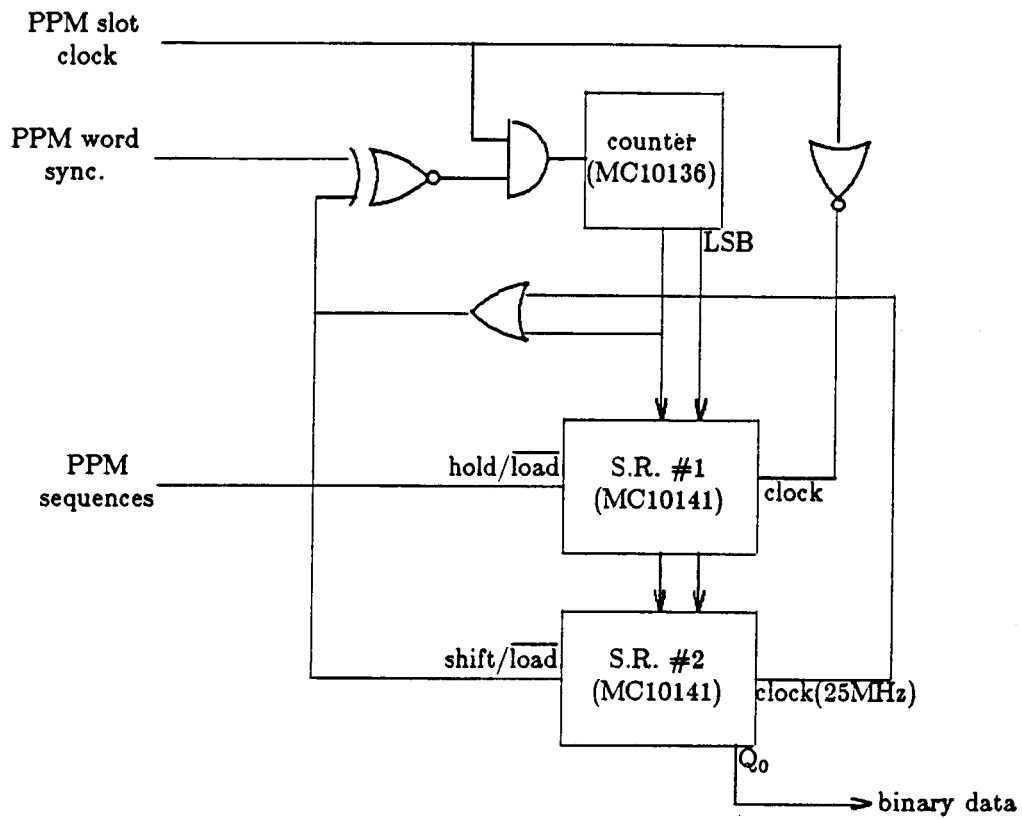 PPM slot
clock
PPM word
sync.
counter
(MC10136)
LSB
PPM
sequences
hold/load
S.R. #1
(MC10141)
clock
shift/load
S.R. #2
(MC10141)
clock(25MHz)
Q₀
binary data